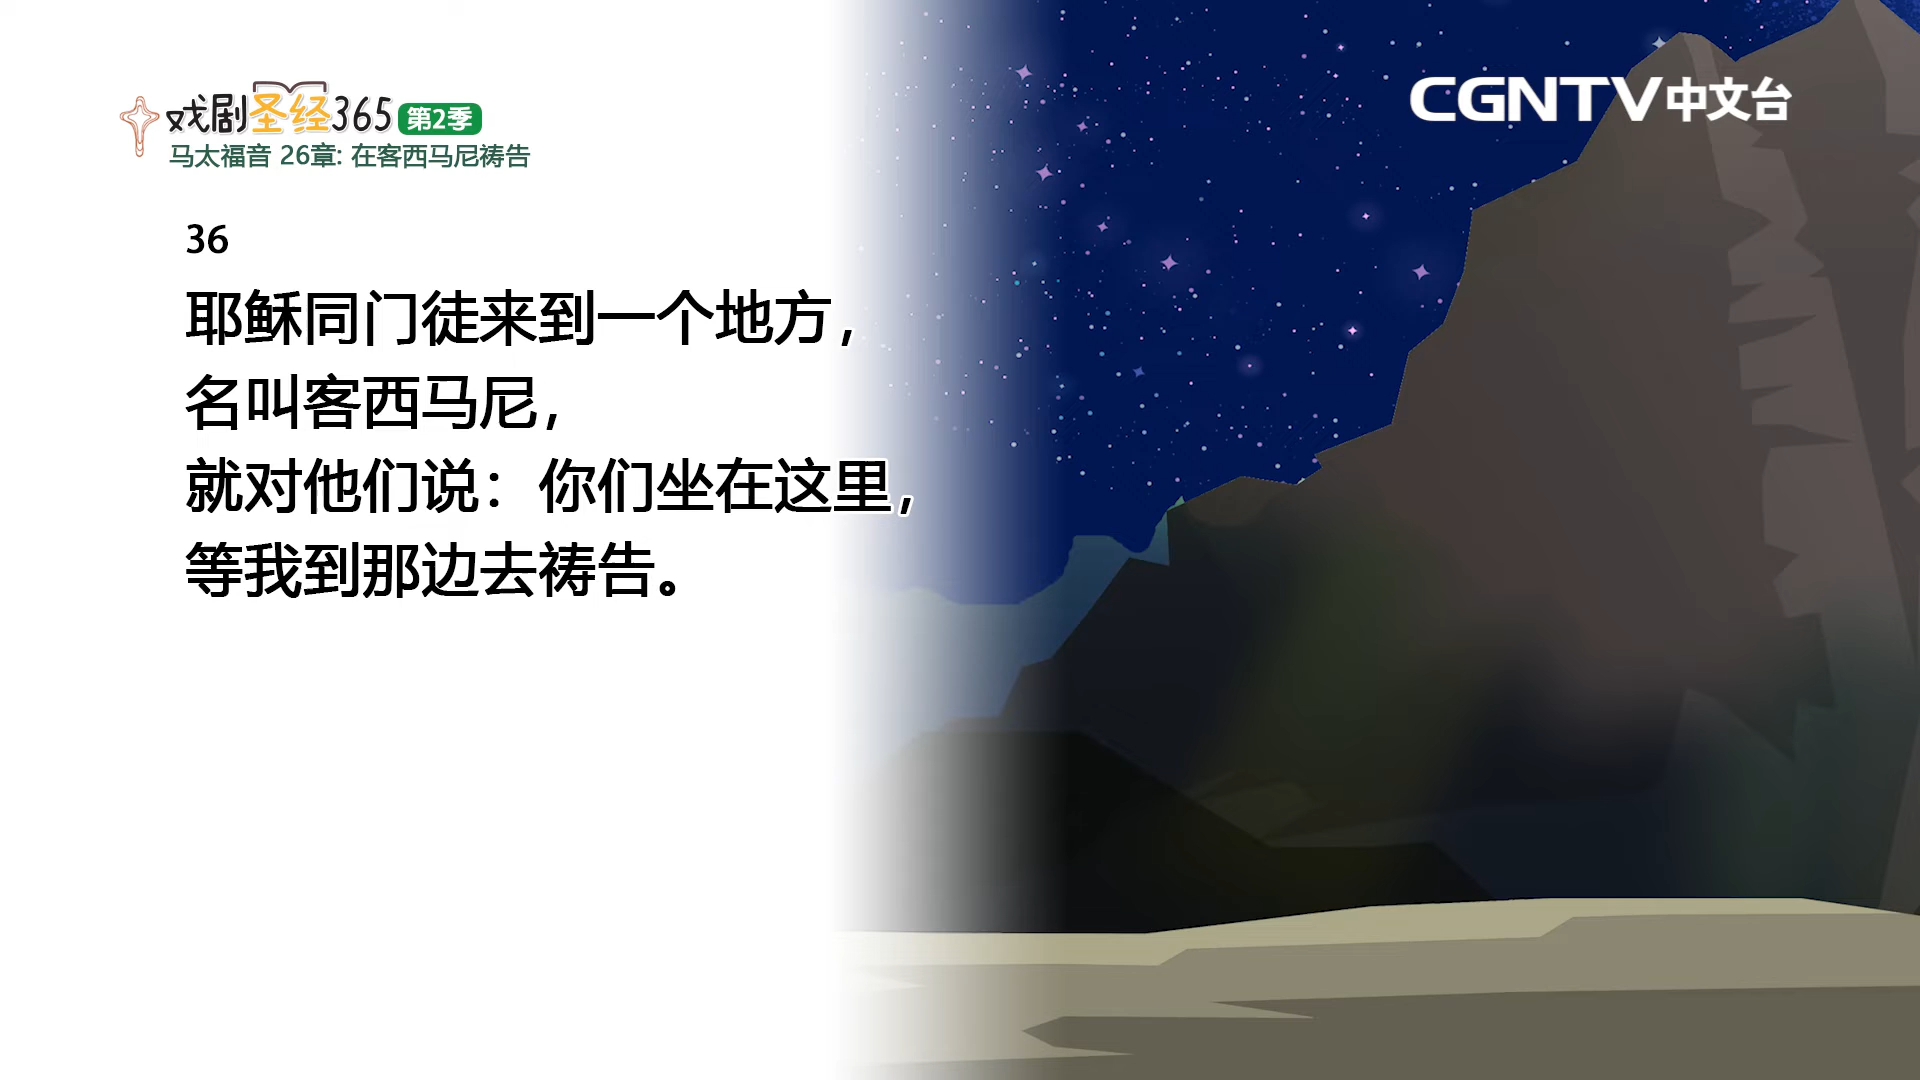 戏剧圣经365 第2季
马太福音 26章: 在客西马尼祷告
CGNTV中文台
36
耶稣同门徒来到一个地方，
名叫客西马尼，
就对他们说：你们坐在这里，
等我到那边去祷告。